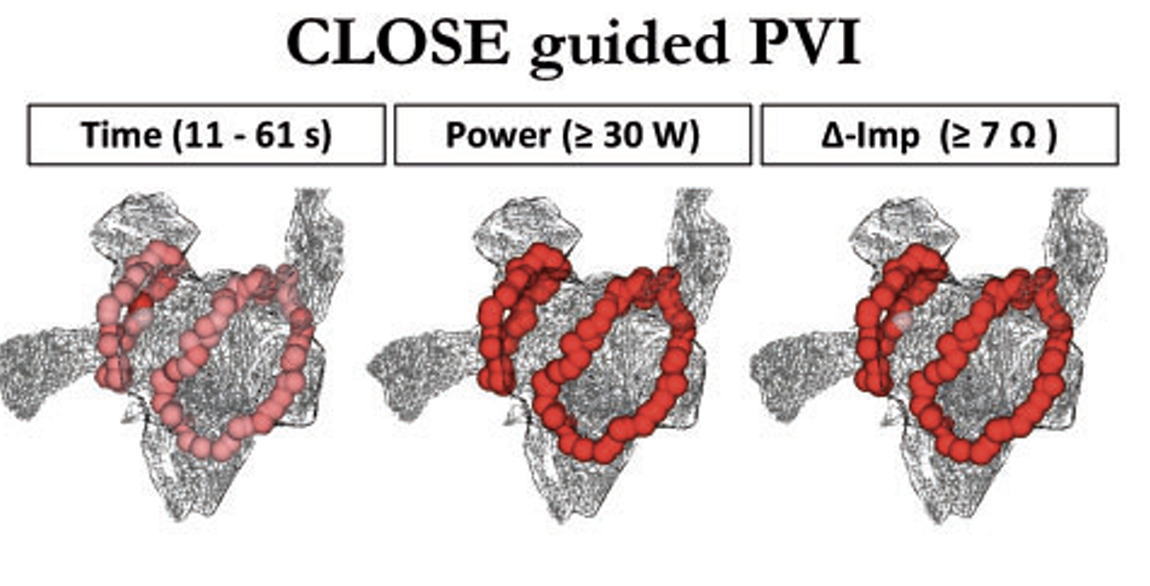 CLOSE guided PVI
Time (11 - 61 s)
Power (≥ 30 W)
Δ-Imp (≥ 7 Ω )